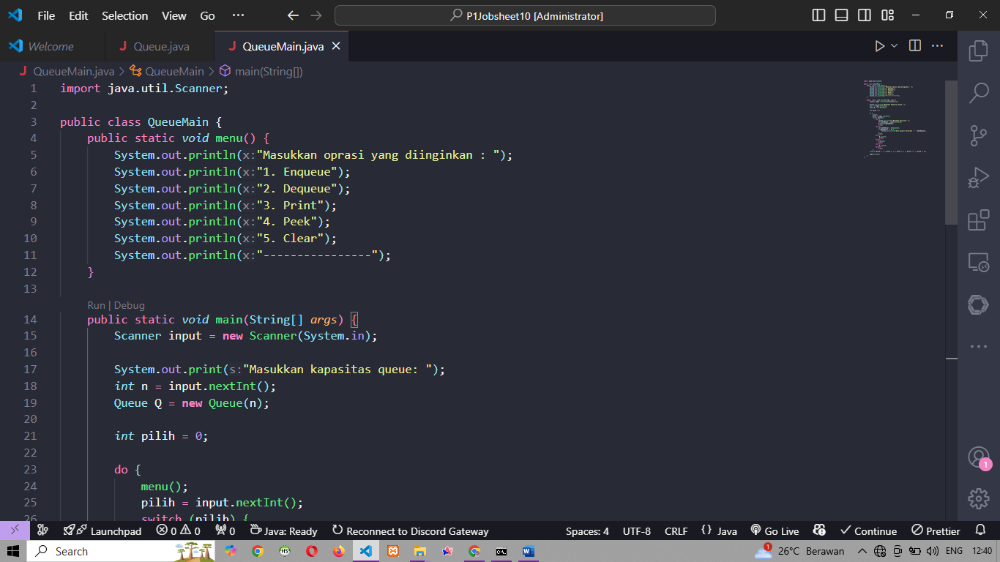 File Edit Selection View Go ··· P1Jobsheet10 [Administrator]
Welcome J Queue.java J QueueMain.java
J QueueMain.java > QueueMain > main(String[])
1 import java.util.Scanner;
2
3 public class QueueMain {
4 public static void menu() {
5 System.out.println(x:"Masukkan oprasi yang diinginkan : ");
6 System.out.println(x:"1. Enqueue");
7 System.out.println(x:"2. Dequeue");
8 System.out.println(x:"3. Print");
9 System.out.println(x:"4. Peek");
10 System.out.println(x:"5. Clear");
11 System.out.println(x:"----------------");
12 }
13
Run | Debug
14 public static void main(String[] args) {
15 Scanner input = new Scanner(System.in);
16
17 System.out.print(s:"Masukkan kapasitas queue: ");
18 int n = input.nextInt();
19 Queue Q = new Queue(n);
20
21 int pilih = 0;
22
23 do {
24 menu();
25 pilih = input.nextInt();
26 switch (pilih) {
1
Launchpad 0 0 0 Java: Ready Reconnect to Discord Gateway Spaces: 4 UTF-8 CRLF {} Java Go Live Continue Prettier
Search HS 1 26°C Berawan ENG 12:40